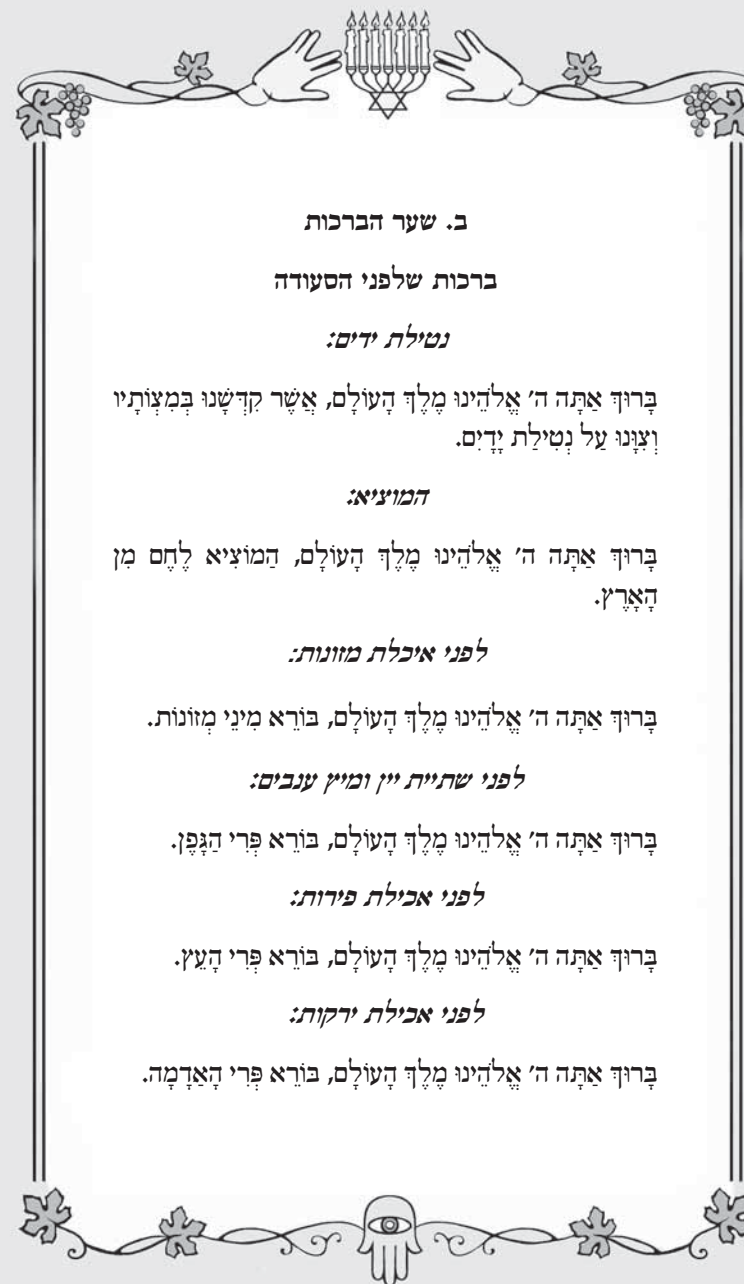 ב. שער הברכות
ברכות שלפני הסעודה
נטילת ידים:
בָּרוּךְ אַתָּה ה' אֱלֹהֵינוּ מֶלֶךְ הָעוֹלָם, אֲשֶׁר קִדְּשָׁנוּ בְּמִצְוֹתָיו
וְצִוָּנוּ עַל נְטִילַת יָדָיִם.
המוציא:
בָּרוּךְ אַתָּה ה' אֱלֹהֵינוּ מֶלֶךְ הָעוֹלָם, הַמּוֹצִיא לֶחֶם מִן
הָאָרֶץ.
לפני איכלת מזונות:
בָּרוּךְ אַתָּה ה' אֱלֹהֵינוּ מֶלֶךְ הָעוֹלָם, בּוֹרֵא מִינֵי מְזוֹנוֹת.
לפני שתיית יין ומיץ ענבים:
בָּרוּךְ אַתָּה ה' אֱלֹהֵינוּ מֶלֶךְ הָעוֹלָם, בּוֹרֵא פְּרִי הַגָּפֶן.
לפני אכילת פירות:
בָּרוּךְ אַתָּה ה' אֱלֹהֵינוּ מֶלֶךְ הָעוֹלָם, בּוֹרֵא פְּרִי הָעֵץ.
לפני אכילת ירקות:
בָּרוּךְ אַתָּה ה' אֱלֹהֵינוּ מֶלֶךְ הָעוֹלָם, בּוֹרֵא פְּרִי הָאַדָמָה.